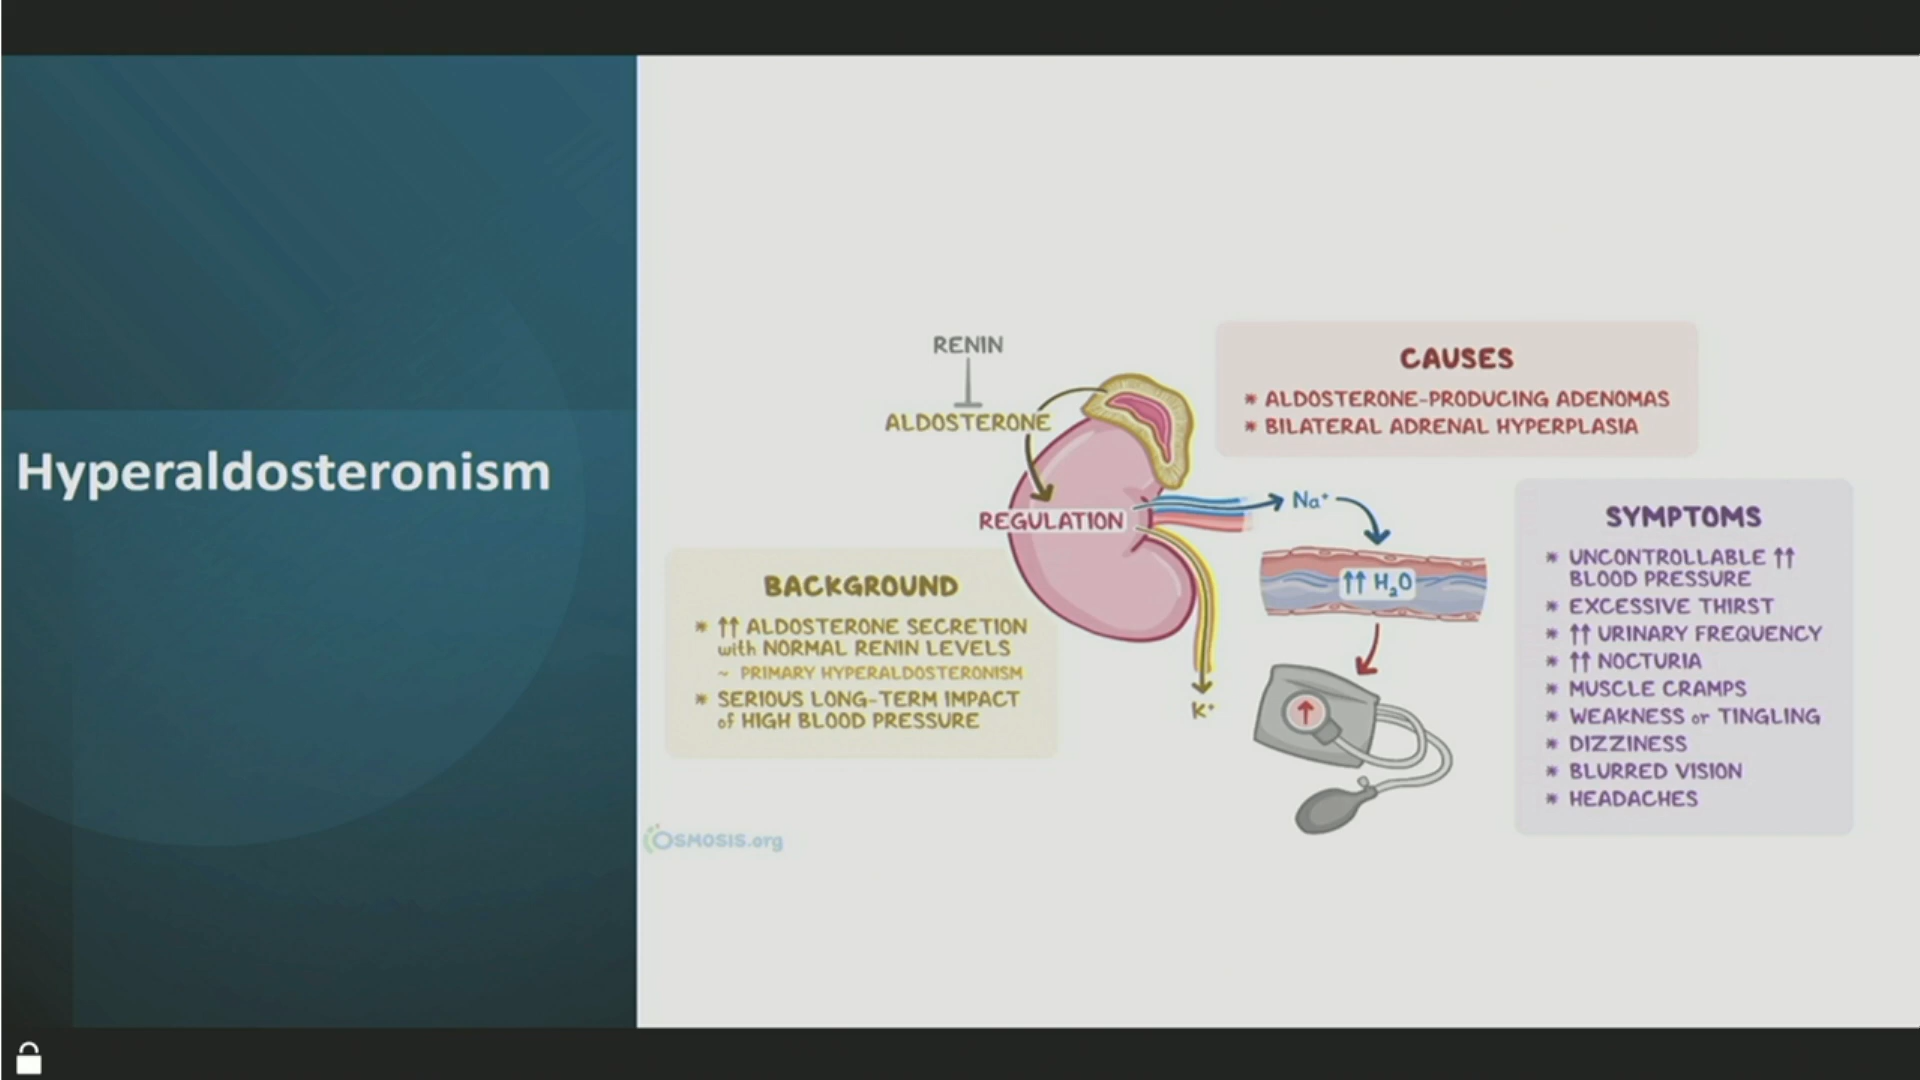 Hyperaldosteronism
RENIN
ALDOSTERONE
REGULATION
CAUSES
* ALDOSTERONE-PRODUCING ADENOMAS
* BILATERAL ADRENAL HYPERPLASIA
Na⁺
↑↑ H₂O
K⁺
BACKGROUND
* ↑↑ ALDOSTERONE SECRETION
with NORMAL RENIN LEVELS
~ PRIMARY HYPERALDOSTERONISM
* SERIOUS LONG-TERM IMPACT
of HIGH BLOOD PRESSURE
SYMPTOMS
* UNCONTROLLABLE ↑↑
BLOOD PRESSURE
* EXCESSIVE THIRST
* ↑↑ URINARY FREQUENCY
* ↑↑ NOCTURIA
* MUSCLE CRAMPS
* WEAKNESS or TINGLING
* DIZZINESS
* BLURRED VISION
* HEADACHES
OSMOSIS.org